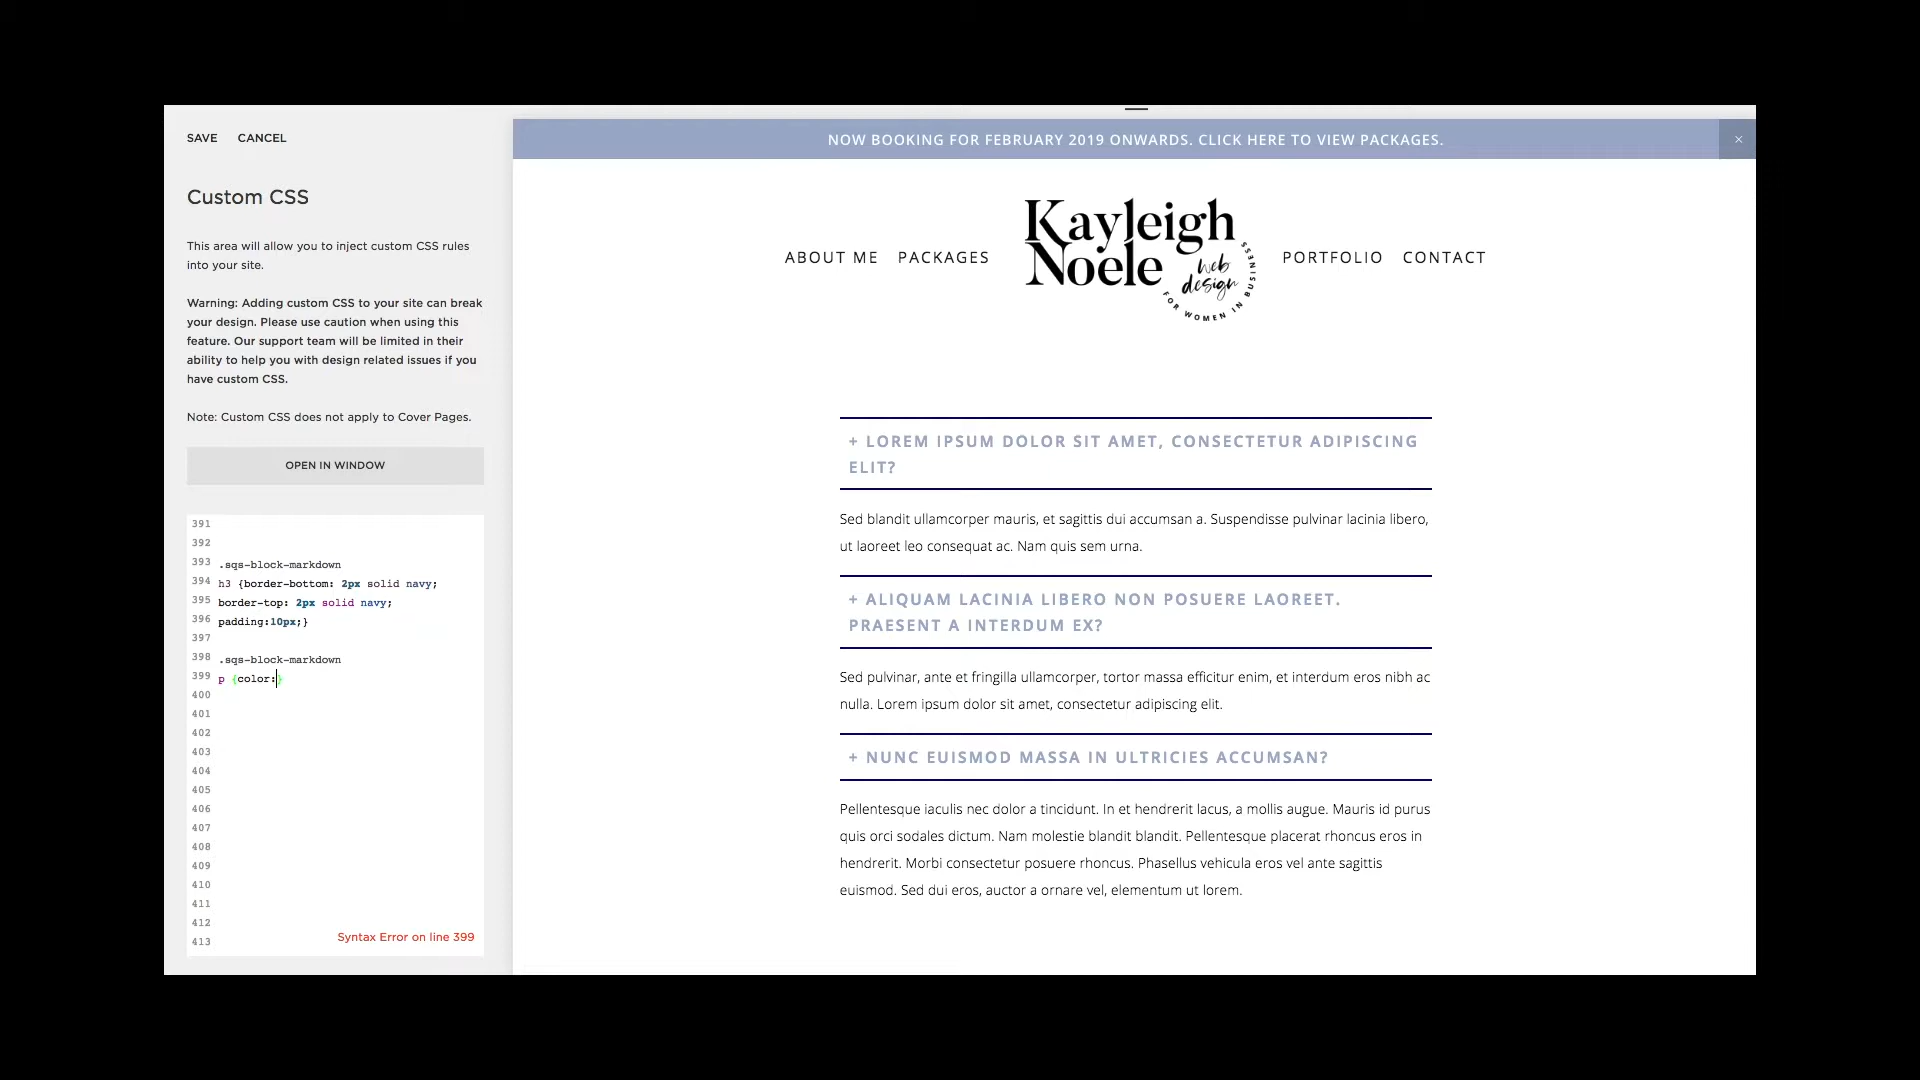 SAVE CANCEL
Custom CSS
This area will allow you to inject custom CSS rules
into your site.
Warning: Adding custom CSS to your site can break
your design. Please use caution when using this
feature. Our support team will be limited in their
ability to help you with design related issues if you
have custom CSS.
Note: Custom CSS does not apply to Cover Pages.
OPEN IN WINDOW
391
392
393 .sqs-block-markdown
394 h3 {border-bottom: 2px solid navy;
395 border-top: 2px solid navy;
396 padding:10px;}
397
398 .sqs-block-markdown
399 p {color:}
400
401
402
403
404
405
406
407
408
409
410
411
412
413
Syntax Error on line 399
NOW BOOKING FOR FEBRUARY 2019 ONWARDS. CLICK HERE TO VIEW PACKAGES. ×
ABOUT ME PACKAGES
Kayleigh
Noele
web
design
FOR WOMEN IN BUSINESS
PORTFOLIO CONTACT
+ LOREM IPSUM DOLOR SIT AMET, CONSECTETUR ADIPISCING
ELIT?
Sed blandit ullamcorper mauris, et sagittis dui accumsan a. Suspendisse pulvinar lacinia libero,
ut laoreet leo consequat ac. Nam quis sem urna.
+ ALIQUAM LACINIA LIBERO NON POSUERE LAOREET.
PRAESENT A INTERDUM EX?
Sed pulvinar, ante et fringilla ullamcorper, tortor massa efficitur enim, et interdum eros nibh ac
nulla. Lorem ipsum dolor sit amet, consectetur adipiscing elit.
+ NUNC EUISMOD MASSA IN ULTRICIES ACCUMSAN?
Pellentesque iaculis nec dolor a tincidunt. In et hendrerit lacus, a mollis augue. Mauris id purus
quis orci sodales dictum. Nam molestie blandit blandit. Pellentesque placerat rhoncus eros in
hendrerit. Morbi consectetur posuere rhoncus. Phasellus vehicula eros vel ante sagittis
euismod. Sed dui eros, auctor a ornare vel, elementum ut lorem.